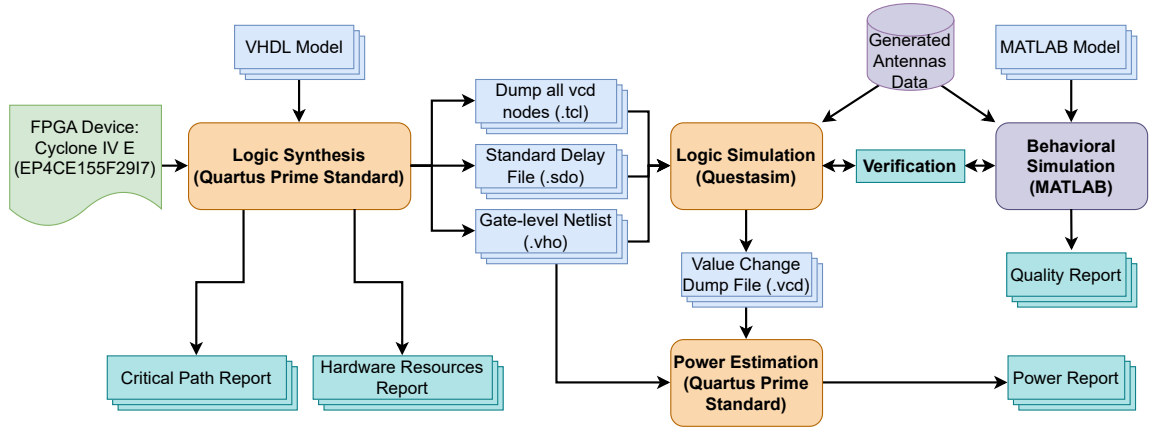 VHDL Model
Generated
Antennas
Data
MATLAB Model
FPGA Device:
Cyclone IV E
(EP4CE155F29I7)
Logic Synthesis
(Quartus Prime Standard)
Dump all vcd
nodes (.tcl)
Standard Delay
File (.sdo)
Gate-level Netlist
(.vho)
Logic Simulation
(Questasim)
Verification
Behavioral
Simulation
(MATLAB)
Value Change
Dump File (.vcd)
Quality Report
Critical Path Report
Hardware Resources
Report
Power Estimation
(Quartus Prime
Standard)
Power Report